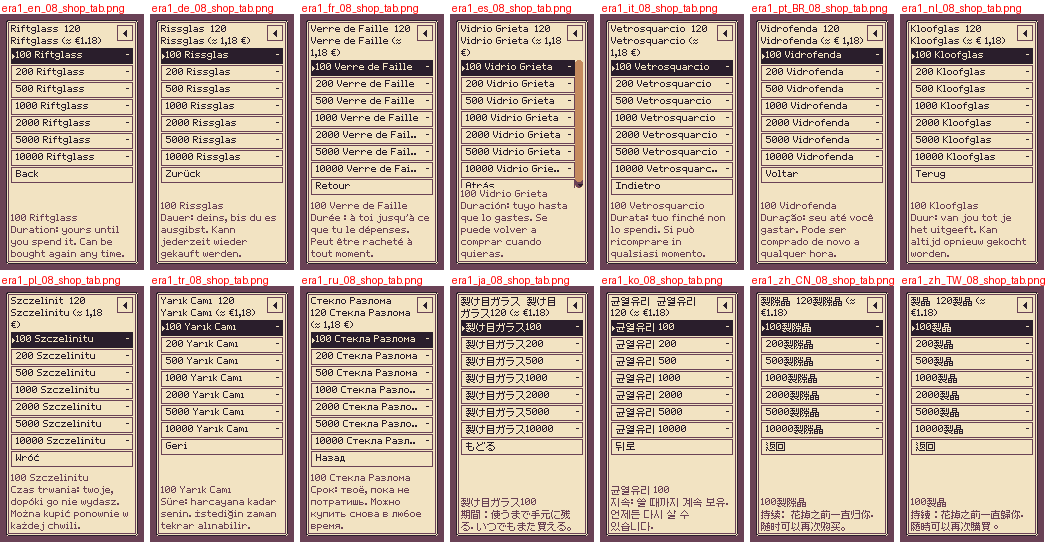 era1_en_08_shop_tab.png
Riftglass 120
Riftglass (≈ €1.18)
100 Riftglass -
200 Riftglass -
500 Riftglass -
1000 Riftglass -
2000 Riftglass -
5000 Riftglass -
10000 Riftglass -
Back
100 Riftglass
Duration: yours until
you spend it. Can be
bought again any time.
era1_de_08_shop_tab.png
Rissglas 120
Rissglas (≈ 1,18 €)
100 Rissglas -
200 Rissglas -
500 Rissglas -
1000 Rissglas -
2000 Rissglas -
5000 Rissglas -
10000 Rissglas -
Zurück
100 Rissglas
Dauer: deins, bis du es
ausgibst. Kann
jederzeit wieder
gekauft werden.
era1_fr_08_shop_tab.png
Verre de Faille 120
Verre de Faille (≈
1,18 €)
100 Verre de Faille -
200 Verre de Faille -
500 Verre de Faille -
1000 Verre de Faille -
2000 Verre de Fail.. -
5000 Verre de Fail.. -
10000 Verre de Fai.. -
Retour
100 Verre de Faille
Durée : à toi jusqu'à ce
que tu le dépenses.
Peut être racheté à
tout moment.
era1_es_08_shop_tab.png
Vidrio Grieta 120
Vidrio Grieta (≈ 1,18
€)
100 Vidrio Grieta -
200 Vidrio Grieta -
500 Vidrio Grieta -
1000 Vidrio Grieta -
2000 Vidrio Grieta -
5000 Vidrio Grieta -
10000 Vidrio Grie.. -
Atrás
100 Vidrio Grieta
Duración: tuyo hasta
que lo gastes. Se
puede volver a
comprar cuando
quieras.
era1_it_08_shop_tab.png
Vetrosquarcio 120
Vetrosquarcio (≈
1,18 €)
100 Vetrosquarcio -
200 Vetrosquarcio -
500 Vetrosquarcio -
1000 Vetrosquarcio -
2000 Vetrosquarcio -
5000 Vetrosquarcio -
10000 Vetrosquarc.. -
Indietro
100 Vetrosquarcio
Durata: tuo finché non
lo spendi. Si può
ricomprare in
qualsiasi momento.
era1_pt_BR_08_shop_tab.png
Vidrofenda 120
Vidrofenda (≈ € 1,18)
100 Vidrofenda -
200 Vidrofenda -
500 Vidrofenda -
1000 Vidrofenda -
2000 Vidrofenda -
5000 Vidrofenda -
10000 Vidrofenda -
Voltar
100 Vidrofenda
Duração: seu até você
gastar. Pode ser
comprado de novo a
qualquer hora.
era1_nl_08_shop_tab.png
Kloofglas 120
Kloofglas (≈ € 1,18)
100 Kloofglas -
200 Kloofglas -
500 Kloofglas -
1000 Kloofglas -
2000 Kloofglas -
5000 Kloofglas -
10000 Kloofglas -
Terug
100 Kloofglas
Duur: van jou tot je
het uitgeeft. Kan
altijd opnieuw gekocht
worden.
era1_pl_08_shop_tab.png
Szczelinit 120
Szczelinitu (≈ 1,18
€)
100 Szczelinitu -
200 Szczelinitu -
500 Szczelinitu -
1000 Szczelinitu -
2000 Szczelinitu -
5000 Szczelinitu -
10000 Szczelinitu -
Wróć
100 Szczelinitu
Czas trwania: twoje,
dopóki go nie wydasz.
Można kupić ponownie w
każdej chwili.
era1_tr_08_shop_tab.png
Yarık Camı 120
Yarık Camı (≈ €1,18)
100 Yarık Camı -
200 Yarık Camı -
500 Yarık Camı -
1000 Yarık Camı -
2000 Yarık Camı -
5000 Yarık Camı -
10000 Yarık Camı -
Geri
100 Yarık Camı
Süre: harcayana kadar
senin. İstediğin zaman
tekrar alınabilir.
era1_ru_08_shop_tab.png
Стекло Разлома
120 Стекла Разлома
(≈ 1,18 €)
100 Стекла Разлома -
200 Стекла Разлома -
500 Стекла Разлома -
1000 Стекла Разло.. -
2000 Стекла Разло.. -
5000 Стекла Разло.. -
10000 Стекла Разл.. -
Назад
100 Стекла Разлома
Срок: твоё, пока не
потратишь. Можно
купить снова в любое
время.
era1_ja_08_shop_tab.png
裂け目ガラス 裂け目
ガラス120 (≈ €1.18)
裂け目ガラス100 -
裂け目ガラス200 -
裂け目ガラス500 -
裂け目ガラス1000 -
裂け目ガラス2000 -
裂け目ガラス5000 -
裂け目ガラス10000 -
もどる
裂け目ガラス100
期間：使うまで手元に残
る。いつでもまた買える。
era1_ko_08_shop_tab.png
균열유리 균열유리
120 (≈ €1.18)
균열유리 100 -
균열유리 200 -
균열유리 500 -
균열유리 1000 -
균열유리 2000 -
균열유리 5000 -
균열유리 10000 -
뒤로
균열유리 100
지속: 쓸 때까지 계속 보유.
언제든 다시 살 수
있습니다.
era1_zh_CN_08_shop_tab.png
裂隙晶 120裂隙晶 (≈
€1.18)
100裂隙晶 -
200裂隙晶 -
500裂隙晶 -
1000裂隙晶 -
2000裂隙晶 -
5000裂隙晶 -
10000裂隙晶 -
返回
100裂隙晶
持续：花掉之前一直归你.
随时可以再次购买。
era1_zh_TW_08_shop_tab.png
裂晶 120裂晶 (≈
€1.18)
100裂晶 -
200裂晶 -
500裂晶 -
1000裂晶 -
2000裂晶 -
5000裂晶 -
10000裂晶 -
返回
100裂晶
持續：花掉之前一直歸你.
隨時可以再次購買。